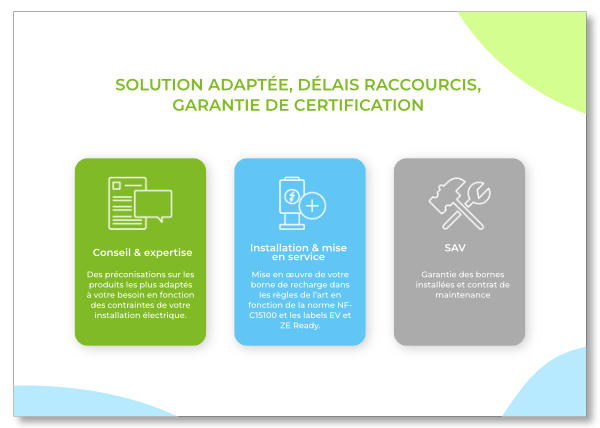 SOLUTION ADAPTÉE, DÉLAIS RACCOURCIS,
GARANTIE DE CERTIFICATION
Conseil & expertise
Des préconisations sur les
produits les plus adaptés
à votre besoin en fonction
des contraintes de votre
installation électrique.
Installation & mise
en service
Mise en œuvre de votre
borne de recharge dans
les règles de l'art en
fonction de la norme NF-
C15100 et les labels EV et
ZE Ready.
SAV
Garantie des bornes
installées et contrat de
maintenance